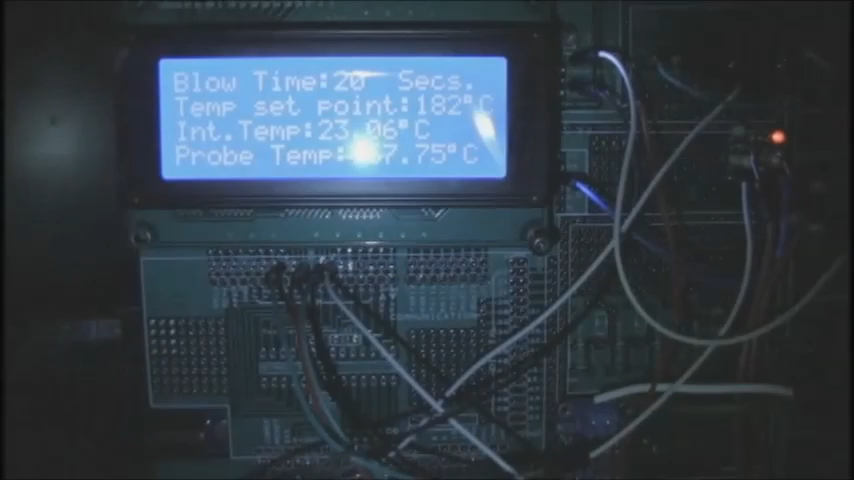 Blow Time:20 Secs.
Temp set point:182°C
Int.Temp:23.06°C
Probe Temp: